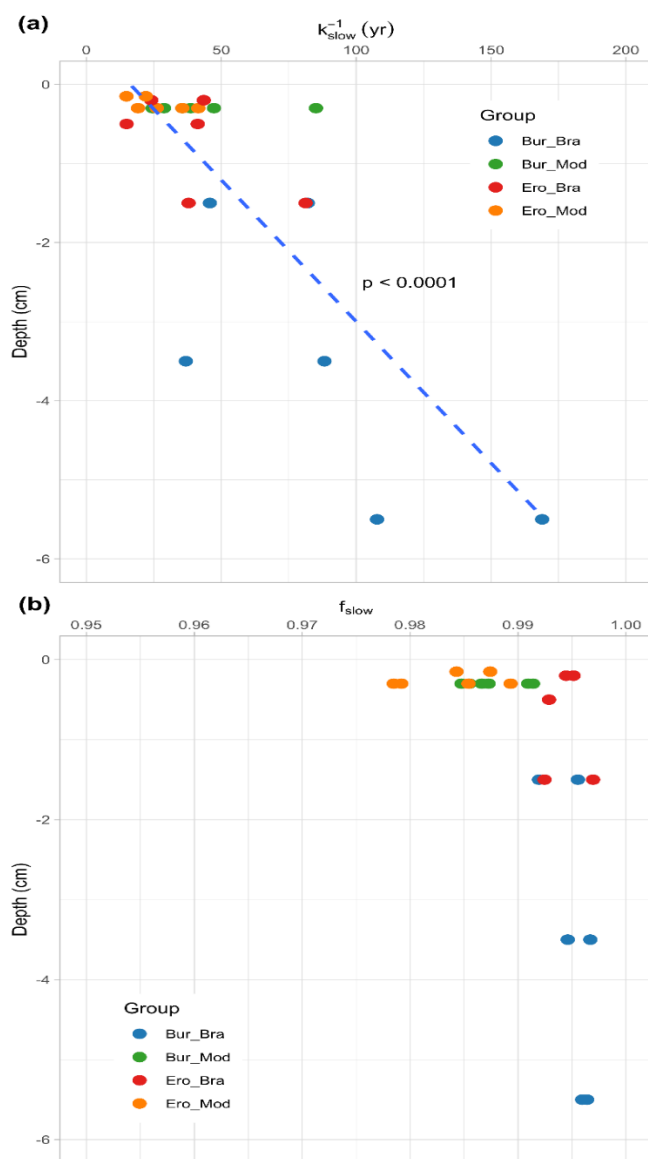 (a)
k⁻¹slow (yr)
0 50 100 150 200
0
Group
Bur_Bra
Bur_Mod
Ero_Bra
Ero_Mod
-2
p < 0.0001
Depth (cm)
-4
-6
(b)
fslow
0.95 0.96 0.97 0.98 0.99 1.00
0
-2
Depth (cm)
-4
Group
Bur_Bra
Bur_Mod
Ero_Bra
Ero_Mod
-6